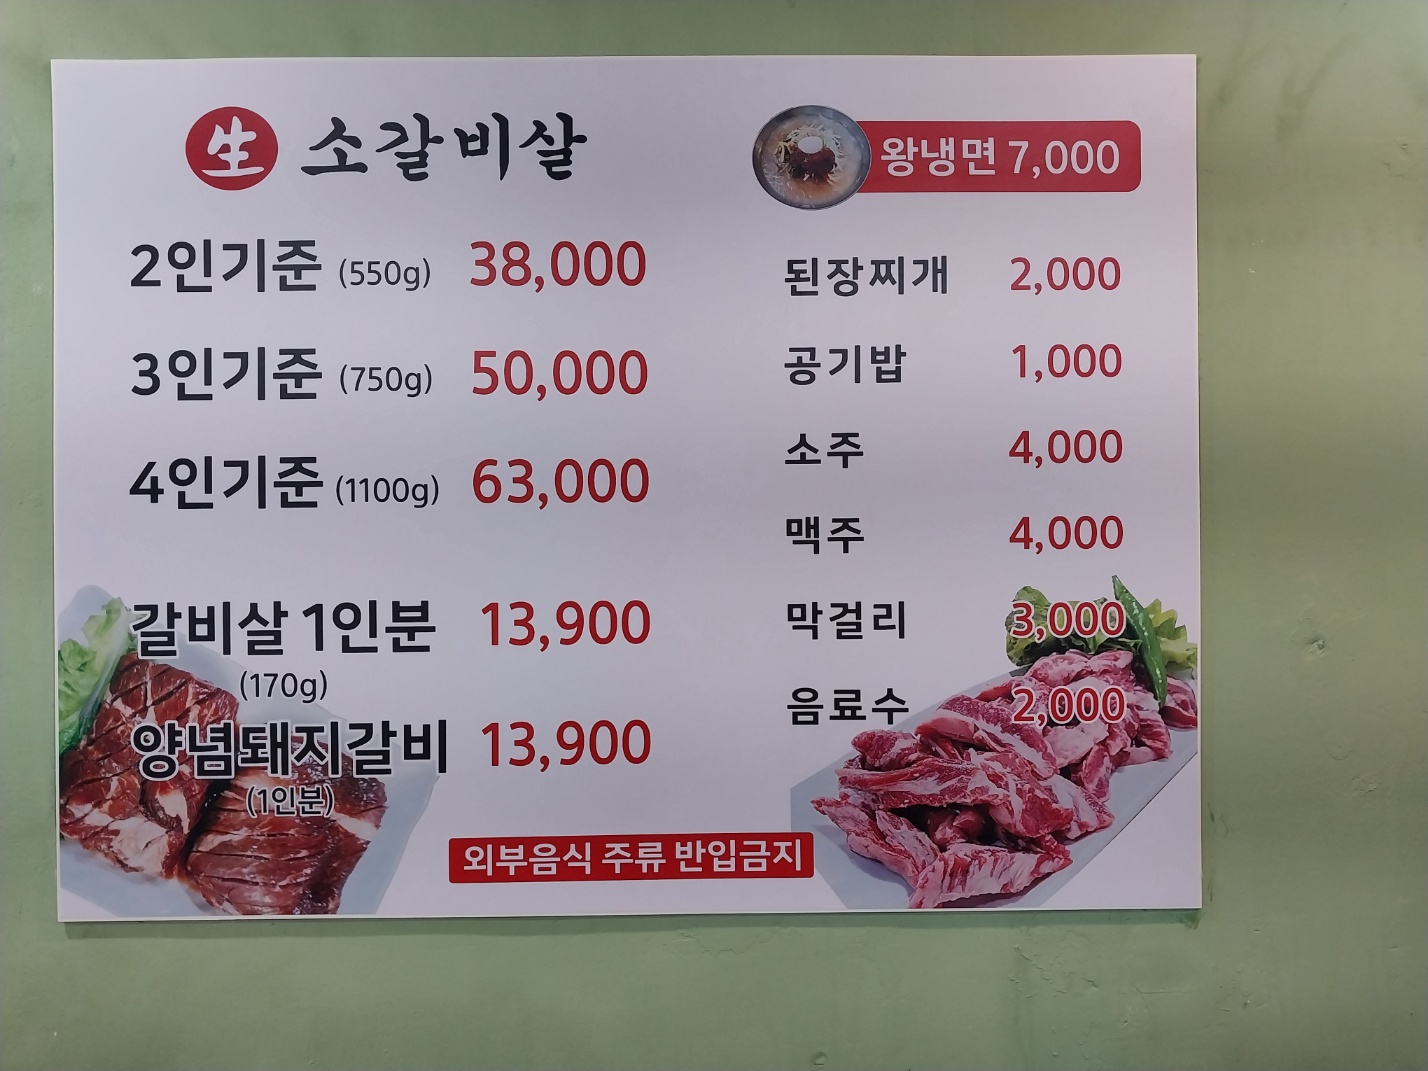 生 소갈비살
2인기준 (550g) 38,000
3인기준 (750g) 50,000
4인기준 (1100g) 63,000
갈비살 1인분 13,900
(170g)
양념돼지갈비 13,900
(1인분)
왕냉면 7,000
된장찌개 2,000
공기밥 1,000
소주 4,000
맥주 4,000
막걸리 3,000
음료수 2,000
외부음식 주류 반입금지